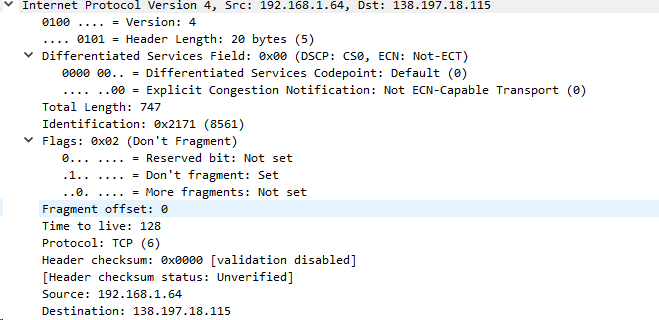 Internet Protocol Version 4, Src: 192.168.1.64, Dst: 138.197.18.115
0100 .... = Version: 4
.... 0101 = Header Length: 20 bytes (5)
Differentiated Services Field: 0x00 (DSCP: CS0, ECN: Not-ECT)
0000 00.. = Differentiated Services Codepoint: Default (0)
.... ..00 = Explicit Congestion Notification: Not ECN-Capable Transport (0)
Total Length: 747
Identification: 0x2171 (8561)
Flags: 0x02 (Don't Fragment)
0... .... = Reserved bit: Not set
.1.. .... = Don't fragment: Set
..0. .... = More fragments: Not set
Fragment offset: 0
Time to live: 128
Protocol: TCP (6)
Header checksum: 0x0000 [validation disabled]
[Header checksum status: Unverified]
Source: 192.168.1.64
Destination: 138.197.18.115